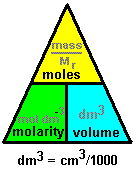 mass
Mr
moles
mol dm-3
dm3
molarity
volume
dm3 = cm3/1000